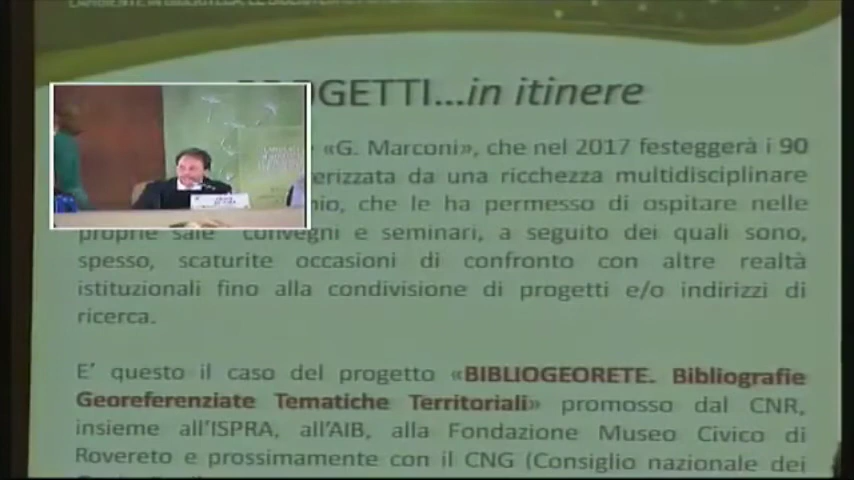 OGETTI...in itinere
«G. Marconi», che nel 2017 festeggerà i 90
erizzata da una ricchezza multidisciplinare
nio, che le ha permesso di ospitare nelle
proprie sale convegni e seminari, a seguito dei quali sono,
spesso, scaturite occasioni di confronto con altre realtà
istituzionali fino alla condivisione di progetti e/o indirizzi di
ricerca.
E' questo il caso del progetto «BIBLIOGEORETE. Bibliografie
Georeferenziate Tematiche Territoriali» promosso dal CNR,
insieme all'ISPRA, all'AIB, alla Fondazione Museo Civico di
Rovereto e prossimamente con il CNG (Consiglio nazionale dei